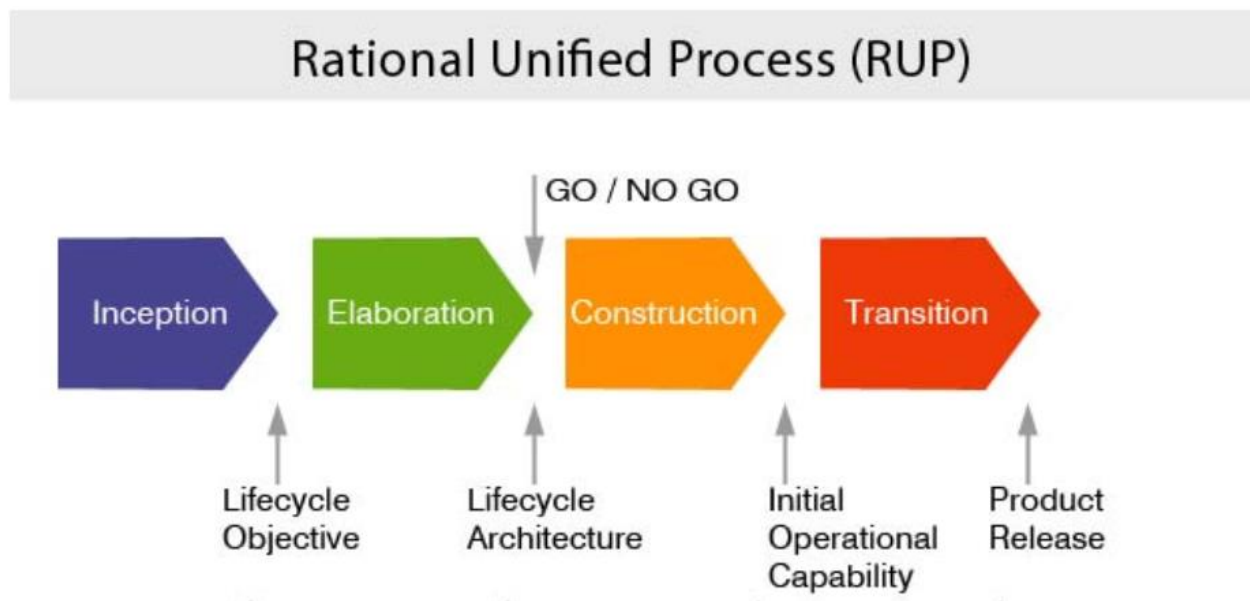 Rational Unified Process (RUP)
GO / NO GO
Inception
Elaboration
Construction
Transition
Lifecycle
Objective
Lifecycle
Architecture
Initial
Operational
Capability
Product
Release